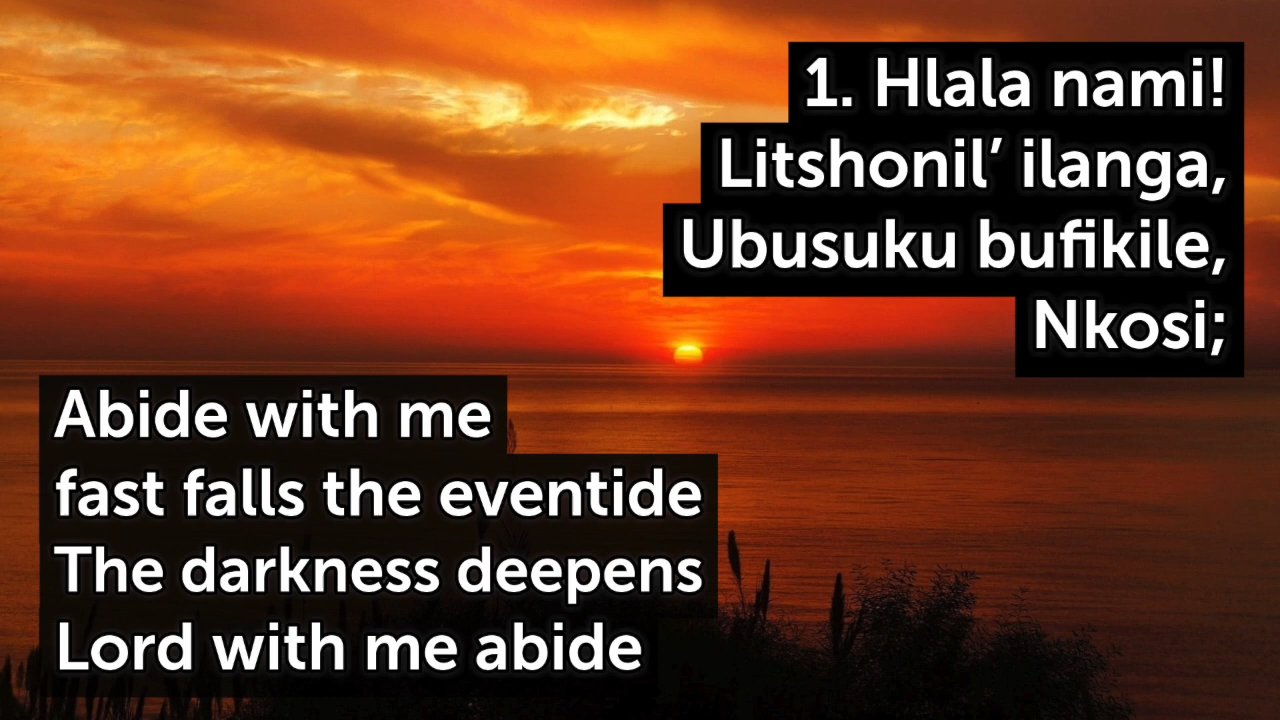 1. Hlala nami!
Litshonil’ ilanga,
Ubusuku bufikile,
Nkosi;
Abide with me
fast falls the eventide
The darkness deepens
Lord with me abide